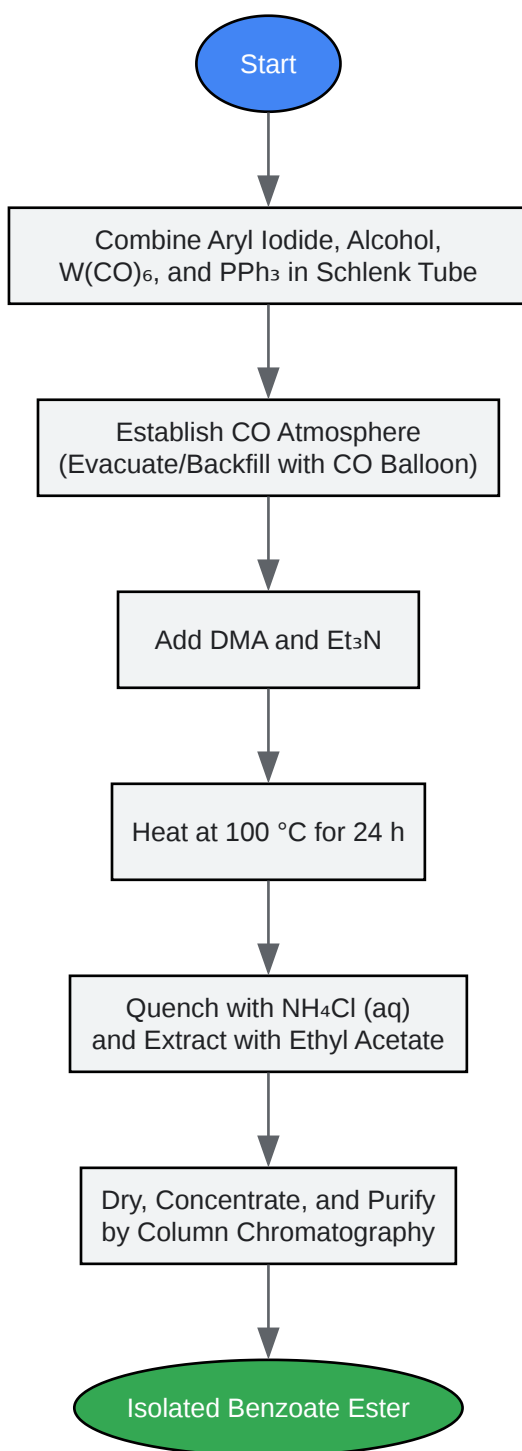 Start
Combine Aryl Iodide, Alcohol,
W(CO)₆, and PPh₃ in Schlenk Tube
Establish CO Atmosphere
(Evacuate/Backfill with CO Balloon)
Add DMA and Et₃N
Heat at 100 °C for 24 h
Quench with NH₄Cl (aq)
and Extract with Ethyl Acetate
Dry, Concentrate, and Purify
by Column Chromatography
Isolated Benzoate Ester